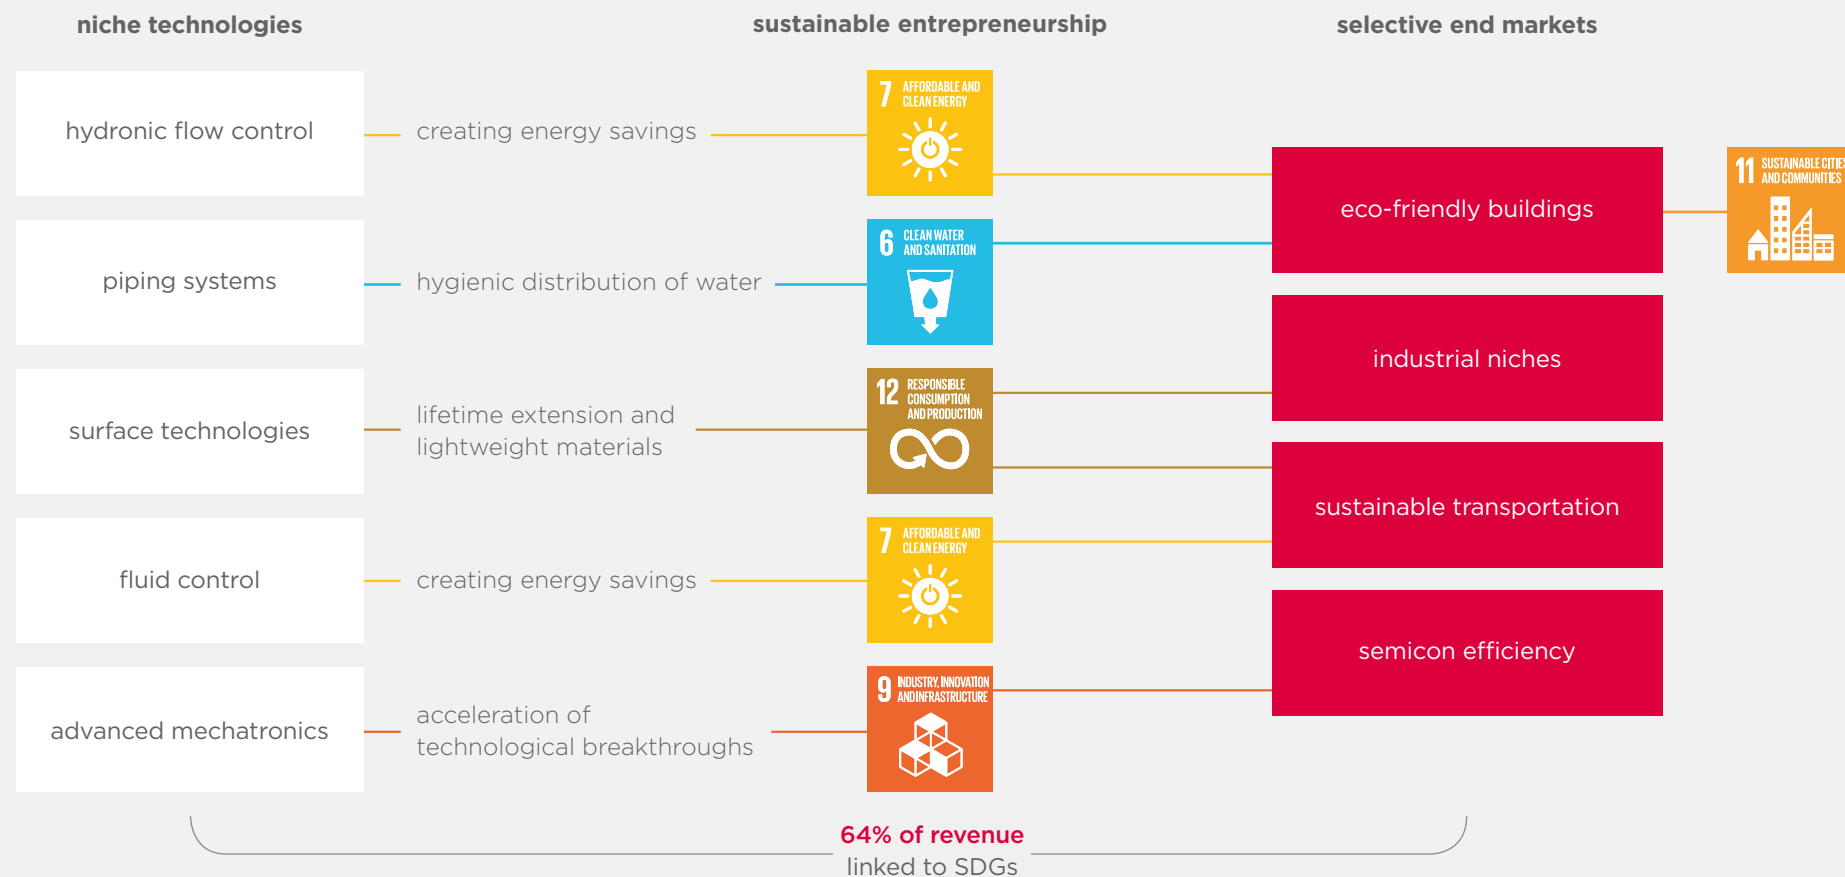 niche technologies
sustainable entrepreneurship
selective end markets
hydronic flow control
creating energy savings
7 AFFORDABLE AND
CLEAN ENERGY
eco-friendly buildings
11 SUSTAINABLE CITIES
AND COMMUNITIES
piping systems
hygienic distribution of water
6 CLEAN WATER
AND SANITATION
industrial niches
surface technologies
lifetime extension and
lightweight materials
12 RESPONSIBLE
CONSUMPTION
AND PRODUCTION
sustainable transportation
fluid control
creating energy savings
7 AFFORDABLE AND
CLEAN ENERGY
semicon efficiency
advanced mechatronics
acceleration of
technological breakthroughs
9 INDUSTRY, INNOVATION
AND INFRASTRUCTURE
64% of revenue
linked to SDGs